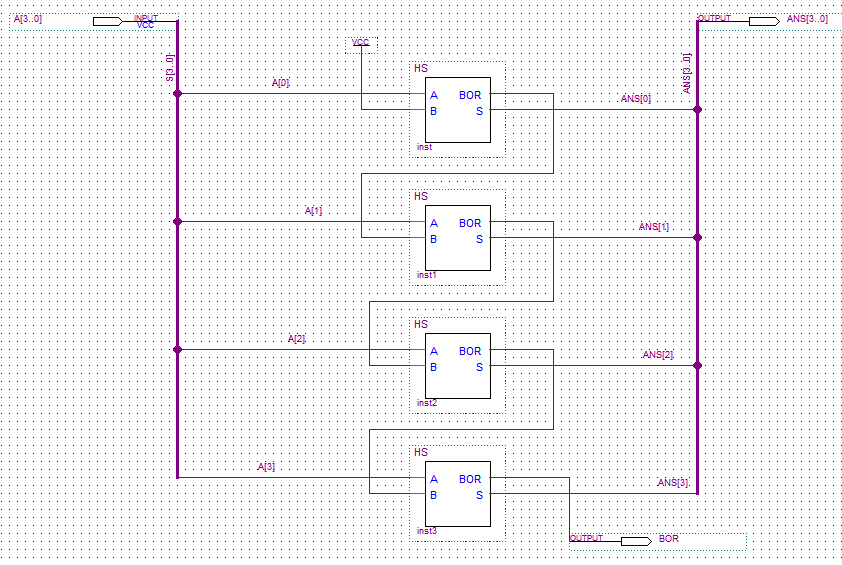 A[3..0] INPUT VCC
OUTPUT ANS[3..0]
S[3..0]
ANS[3..0]
VCC
HS
A[0] A BOR ANS[0]
B S
inst
HS
A[1] A BOR ANS[1]
B S
inst1
HS
A[2] A BOR ANS[2]
B S
inst2
HS
A[3] A BOR ANS[3]
B S
inst3
OUTPUT BOR